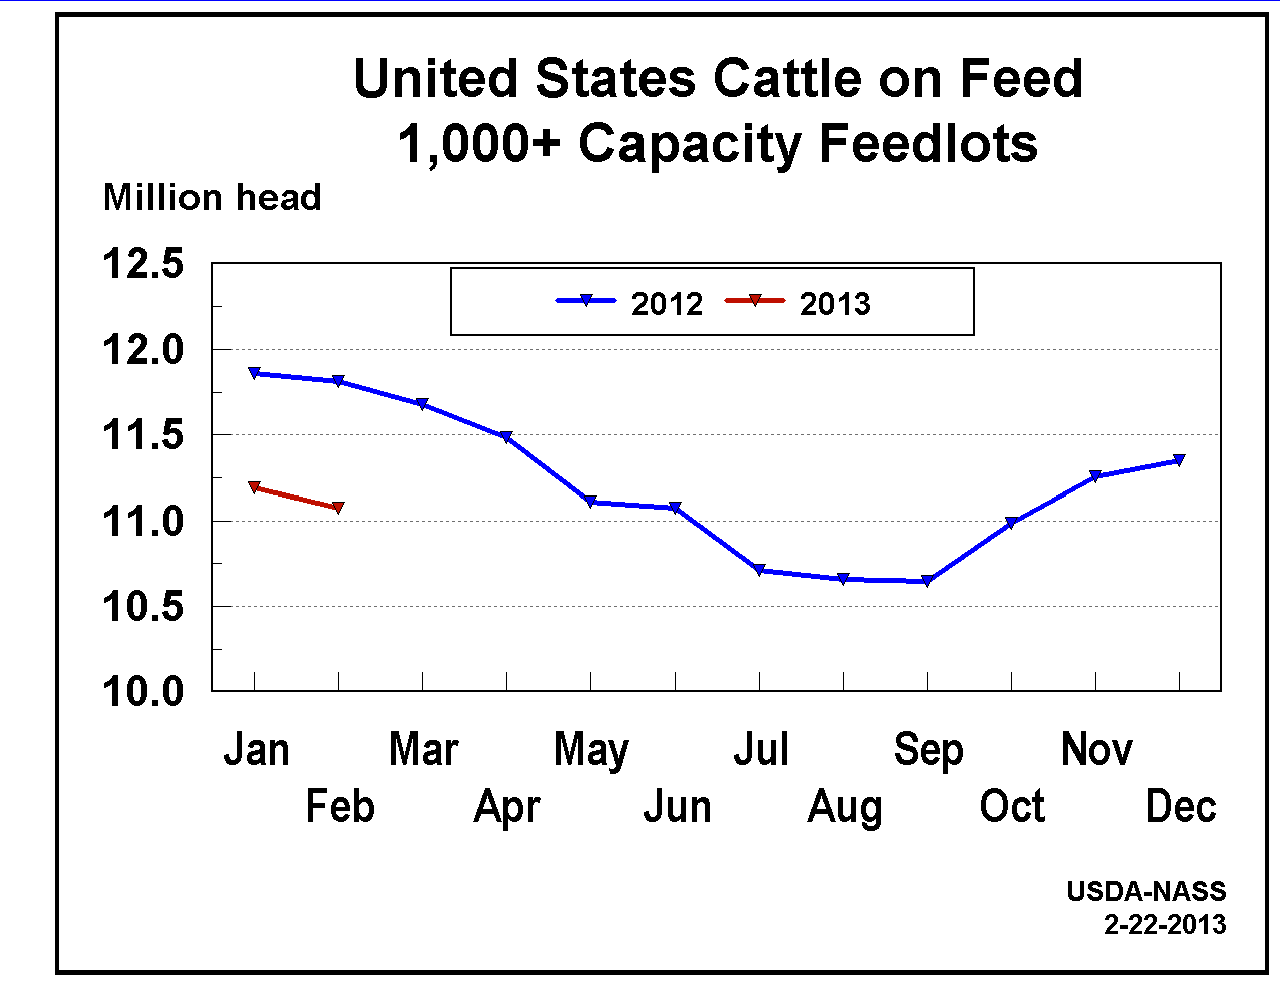 United States Cattle on Feed
1,000+ Capacity Feedlots
Million head
12.5
2012 2013
12.0
11.5
11.0
10.5
10.0
Jan Mar May Jul Sep Nov
Feb Apr Jun Aug Oct Dec
USDA-NASS
2-22-2013